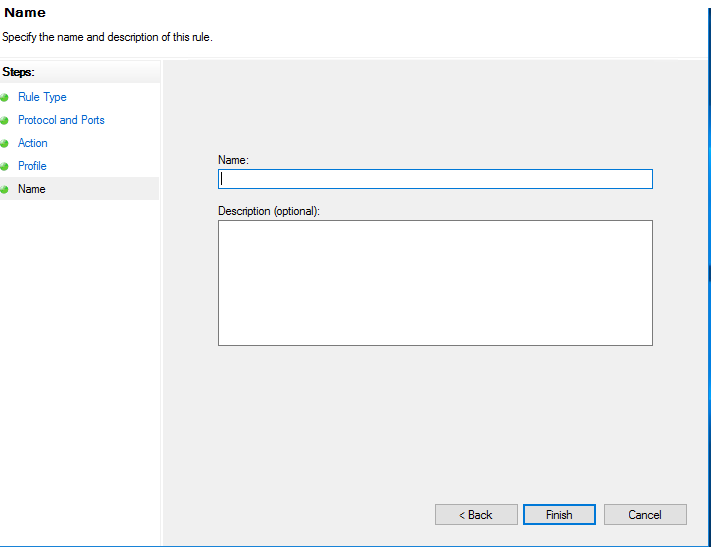 Name
Specify the name and description of this rule.
Steps:
Rule Type
Protocol and Ports
Action
Profile
Name
Name:
Description (optional):
< Back
Finish
Cancel